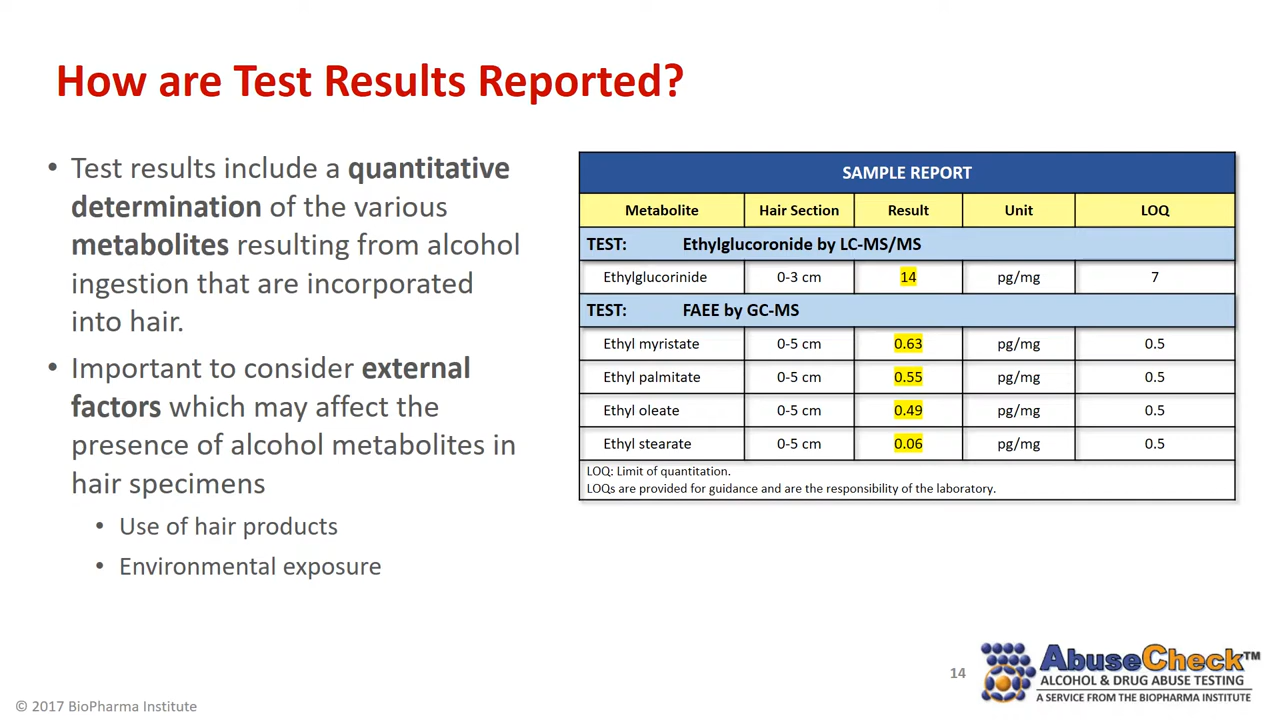 How are Test Results Reported?
• Test results include a quantitative
determination of the various
metabolites resulting from alcohol
ingestion that are incorporated
into hair.
• Important to consider external
factors which may affect the
presence of alcohol metabolites in
hair specimens
• Use of hair products
• Environmental exposure
SAMPLE REPORT
Metabolite Hair Section Result Unit LOQ
TEST: Ethylglucoronide by LC-MS/MS
Ethylglucorinide 0-3 cm 14 pg/mg 7
TEST: FAEE by GC-MS
Ethyl myristate 0-5 cm 0.63 pg/mg 0.5
Ethyl palmitate 0-5 cm 0.55 pg/mg 0.5
Ethyl oleate 0-5 cm 0.49 pg/mg 0.5
Ethyl stearate 0-5 cm 0.06 pg/mg 0.5
LOQ: Limit of quantitation.
LOQs are provided for guidance and are the responsibility of the laboratory.
14
AbuseCheck™
ALCOHOL & DRUG ABUSE TESTING
A SERVICE FROM THE BIOPHARMA INSTITUTE
© 2017 BioPharma Institute